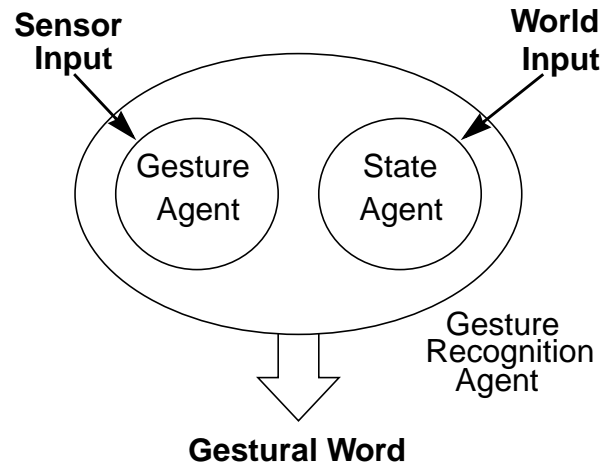 Sensor
Input
World
Input
Gesture
Agent
State
Agent
Gesture
Recognition
Agent
Gestural Word